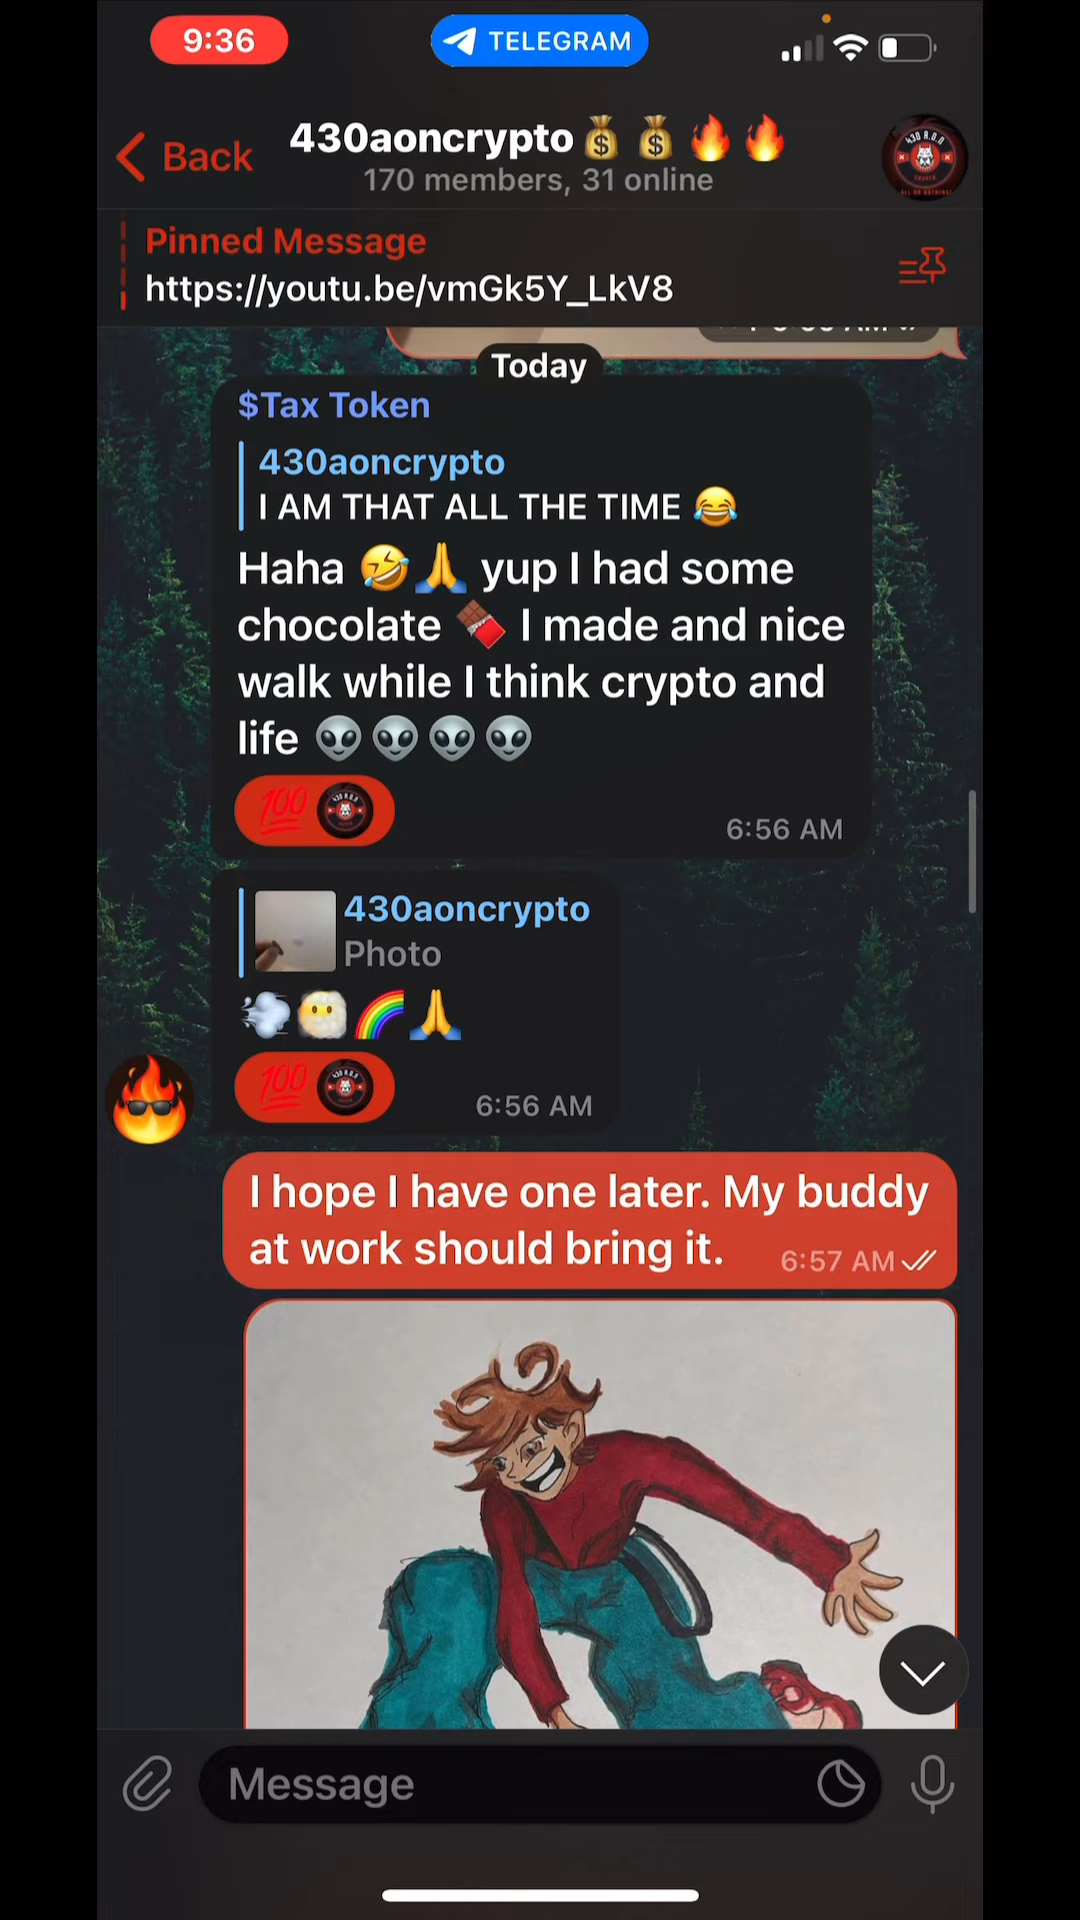 9:36
TELEGRAM
Back
430aoncrypto💰💰🔥🔥
170 members, 31 online
Pinned Message
https://youtu.be/vmGk5Y_LkV8
Today
$Tax Token
430aoncrypto
I AM THAT ALL THE TIME 😂
Haha 🤣🙏 yup I had some
chocolate 🍫 I made and nice
walk while I think crypto and
life 👽👽👽👽
💯
6:56 AM
430aoncrypto
Photo
💨😶‍🌫️🌈🙏
💯
6:56 AM
I hope I have one later. My buddy
at work should bring it.
6:57 AM
Message